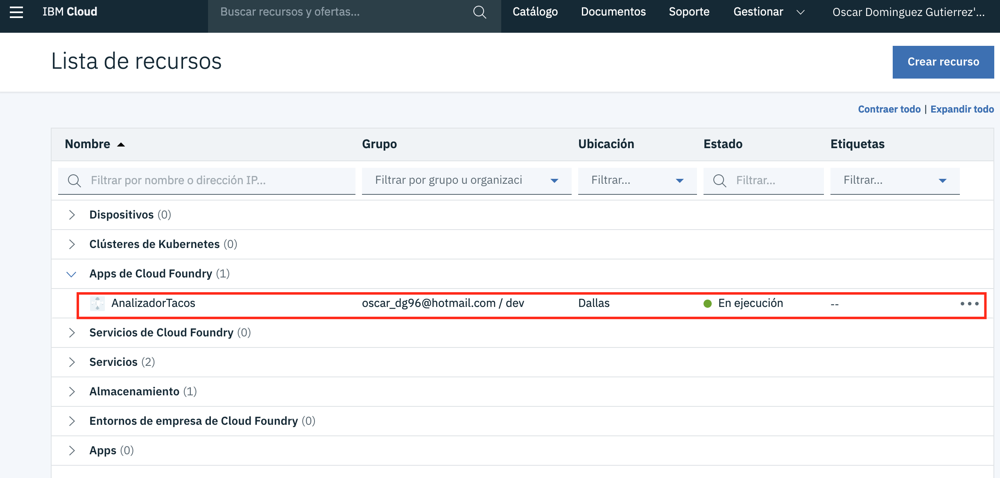 IBM Cloud
Buscar recursos y ofertas...
Catálogo
Documentos
Soporte
Gestionar
Oscar Dominguez Gutierrez'...
Lista de recursos
Crear recurso
Contraer todo | Expandir todo
Nombre
Grupo
Ubicación
Estado
Etiquetas
Filtrar por nombre o dirección IP...
Filtrar por grupo u organizaci
Filtrar...
Filtrar...
Filtrar...
Dispositivos (0)
Clústeres de Kubernetes (0)
Apps de Cloud Foundry (1)
AnalizadorTacos
oscar_dg96@hotmail.com / dev
Dallas
En ejecución
--
Servicios de Cloud Foundry (0)
Servicios (2)
Almacenamiento (1)
Entornos de empresa de Cloud Foundry (0)
Apps (0)